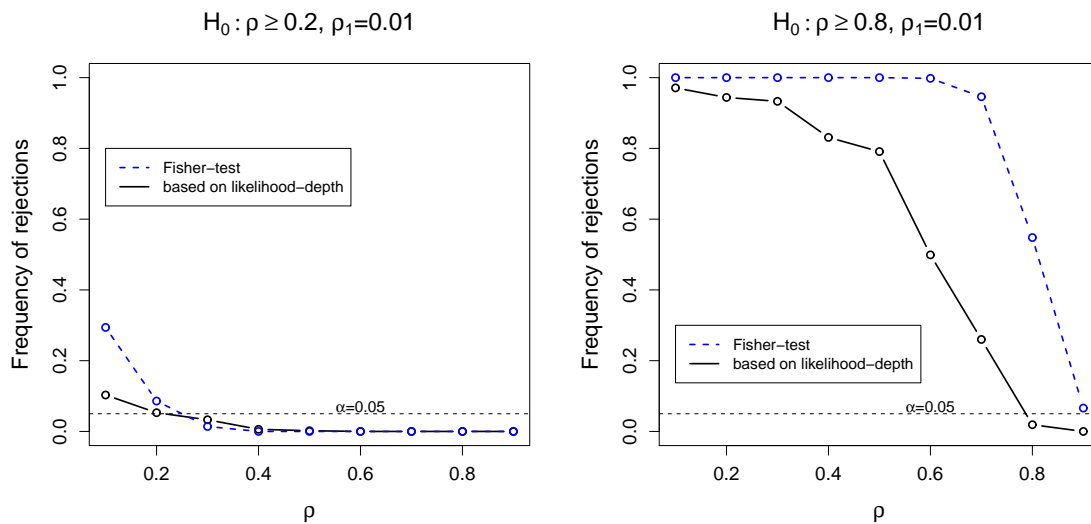 H₀ : ρ ≥ 0.2, ρ₁=0.01
Frequency of rejections
1.0
0.8
0.6
0.4
0.2
0.0
Fisher−test
based on likelihood−depth
α=0.05
0.2 0.4 0.6 0.8
ρ
H₀ : ρ ≥ 0.8, ρ₁=0.01
Frequency of rejections
1.0
0.8
0.6
0.4
0.2
0.0
Fisher−test
based on likelihood−depth
α=0.05
0.2 0.4 0.6 0.8
ρ